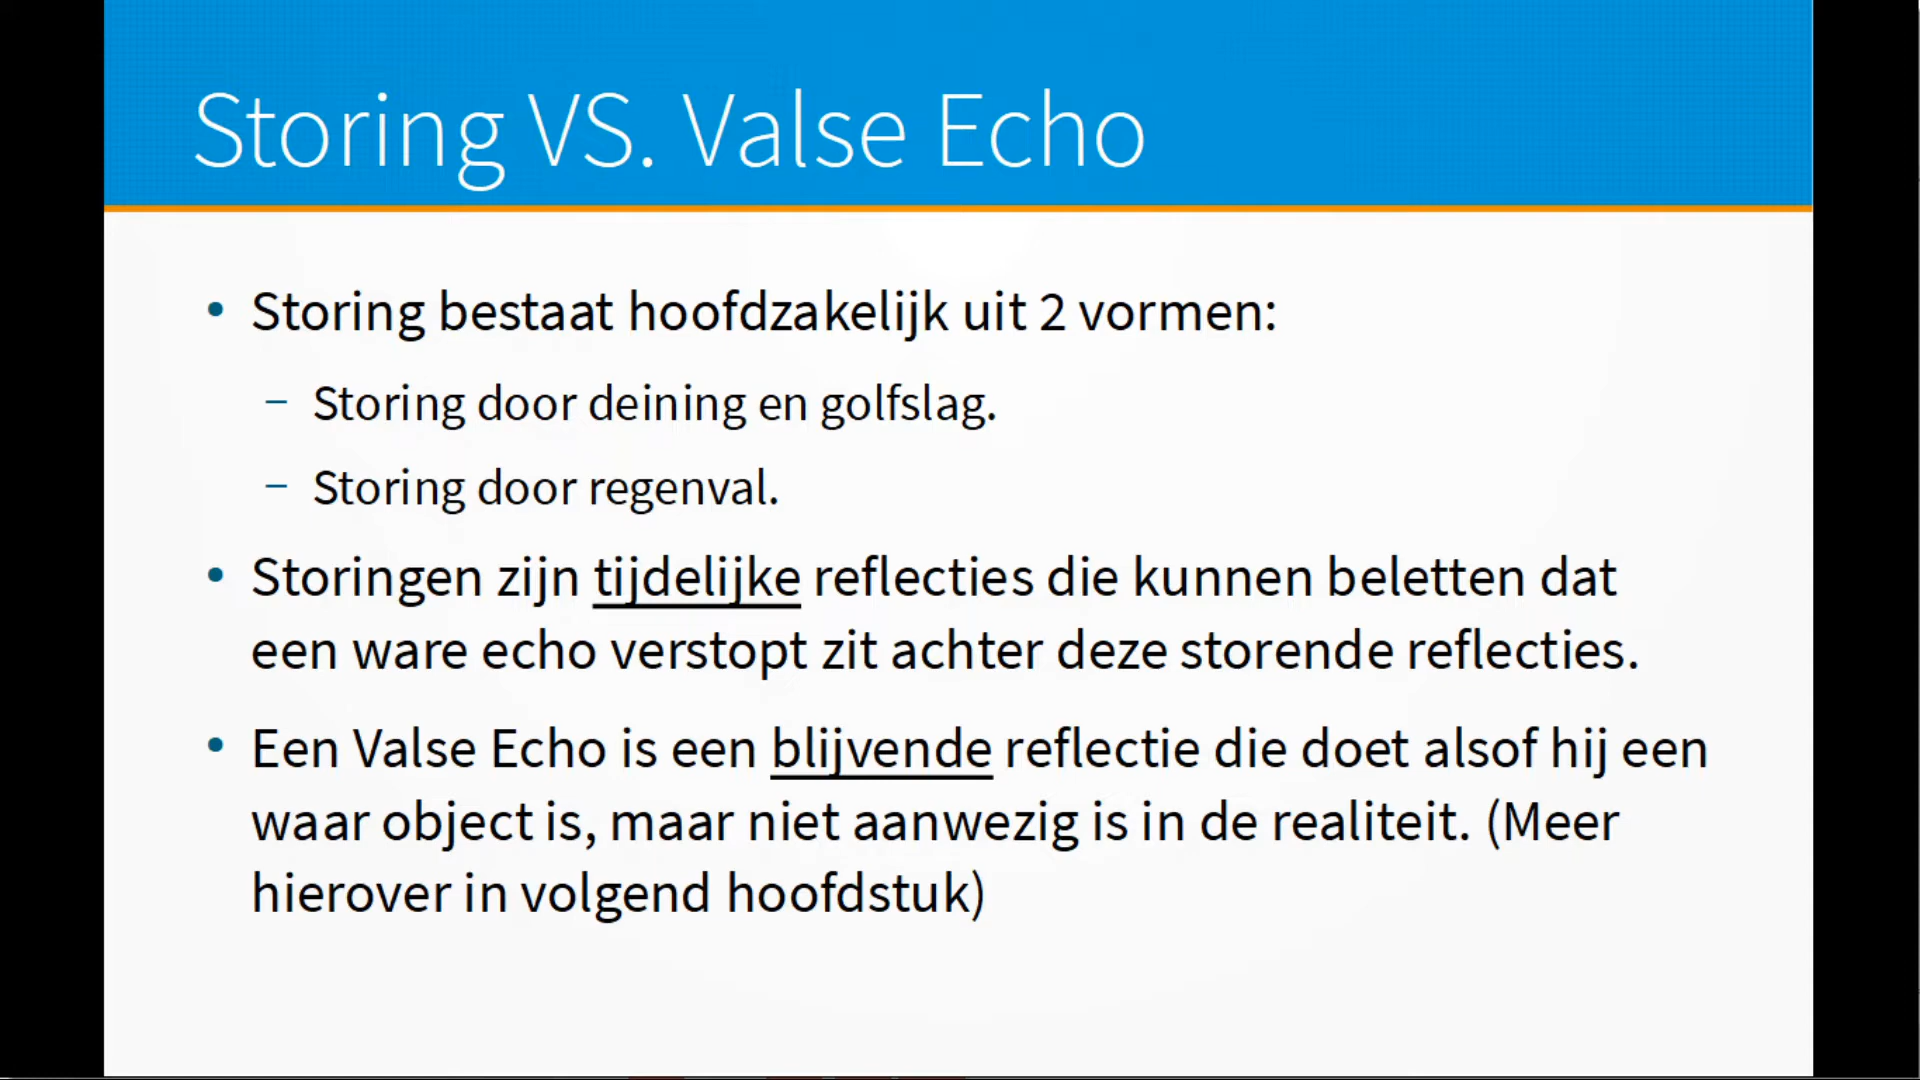 Storing VS. Valse Echo
• Storing bestaat hoofdzakelijk uit 2 vormen:
– Storing door deining en golfslag.
– Storing door regenval.
• Storingen zijn tijdelijke reflecties die kunnen beletten dat
een ware echo verstopt zit achter deze storende reflecties.
• Een Valse Echo is een blijvende reflectie die doet alsof hij een
waar object is, maar niet aanwezig is in de realiteit. (Meer
hierover in volgend hoofdstuk)